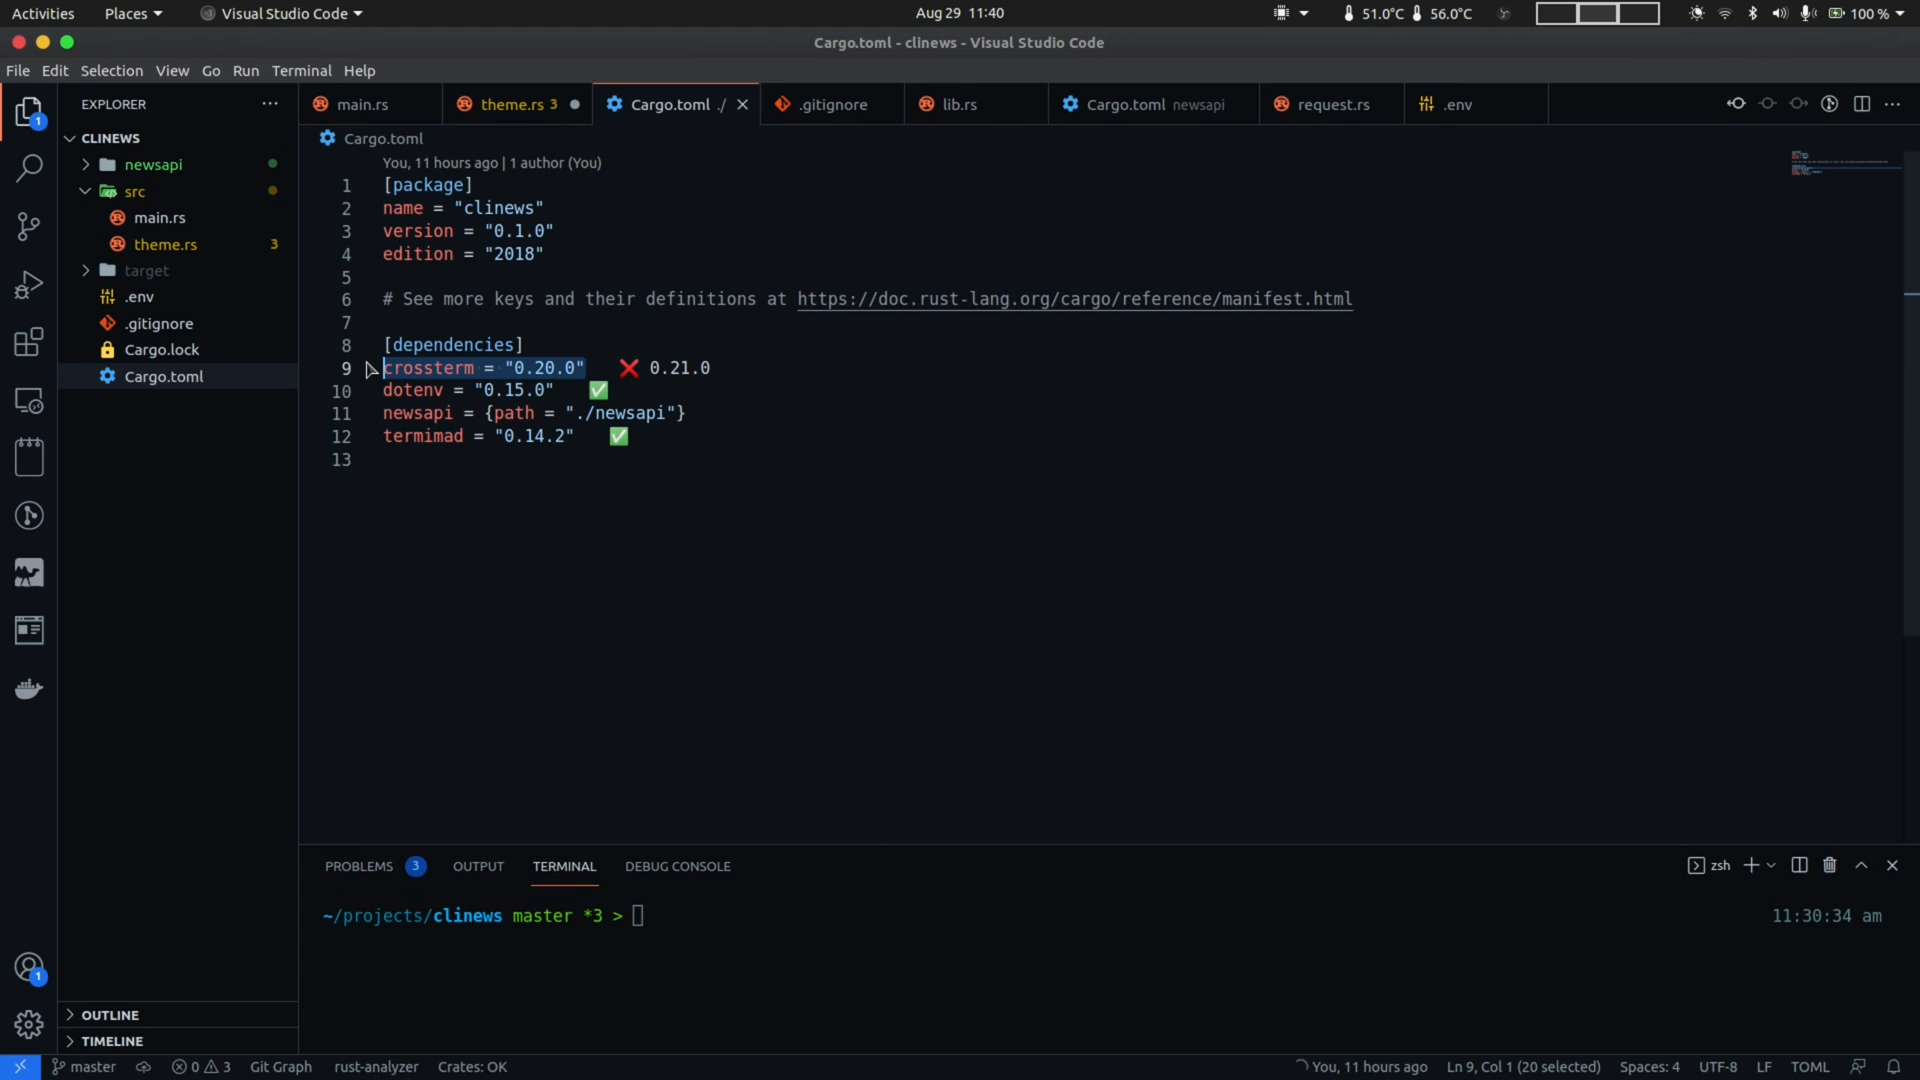 Activities Places Visual Studio Code Aug 29 11:40 51.0°C 56.0°C 100 %
Cargo.toml - clinews - Visual Studio Code
File Edit Selection View Go Run Terminal Help
EXPLORER
main.rs theme.rs 3 Cargo.toml ./ .gitignore lib.rs Cargo.toml newsapi request.rs .env
1
CLINEWS
newsapi
src
main.rs
theme.rs 3
target
.env
.gitignore
Cargo.lock
Cargo.toml
OUTLINE
TIMELINE
1
Cargo.toml
You, 11 hours ago | 1 author (You)
1 [package]
2 name = "clinews"
3 version = "0.1.0"
4 edition = "2018"
5
6 # See more keys and their definitions at https://doc.rust-lang.org/cargo/reference/manifest.html
7
8 [dependencies]
9 crossterm = "0.20.0" ❌ 0.21.0
10 dotenv = "0.15.0" ✅
11 newsapi = {path = "./newsapi"}
12 termimad = "0.14.2" ✅
13
PROBLEMS 3 OUTPUT TERMINAL DEBUG CONSOLE zsh
~/projects/clinews master *3 > 11:30:34 am
master 0 3 Git Graph rust-analyzer Crates: OK You, 11 hours ago Ln 9, Col 1 (20 selected) Spaces: 4 UTF-8 LF TOML